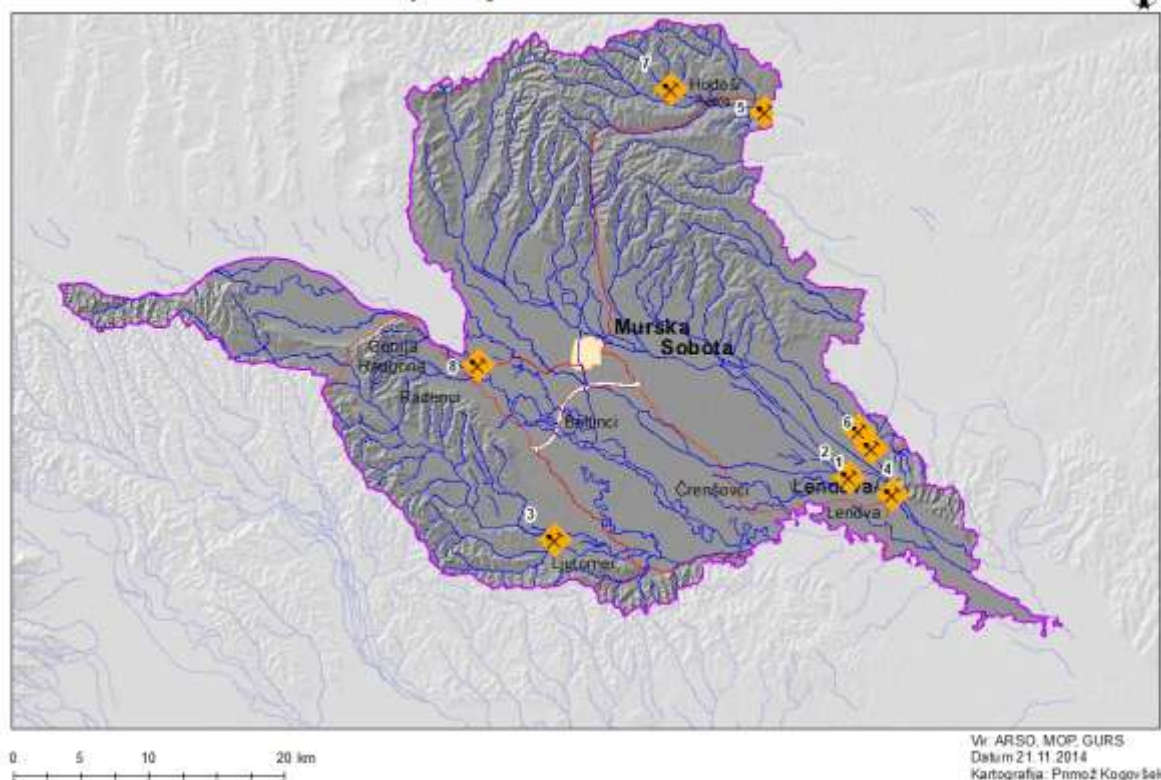 7
Hodoš
5
Murska
Sobota
Gornja
Radgona
8
Radenci
Beltinci
6
2
1
4
Črenšovci
Lendava/
Lendva
3
Ljutomer
0 5 10 20 km
Vir: ARSO, MOP, GURS
Datum 21.11.2014
Kartografija: Primož Kogovšek